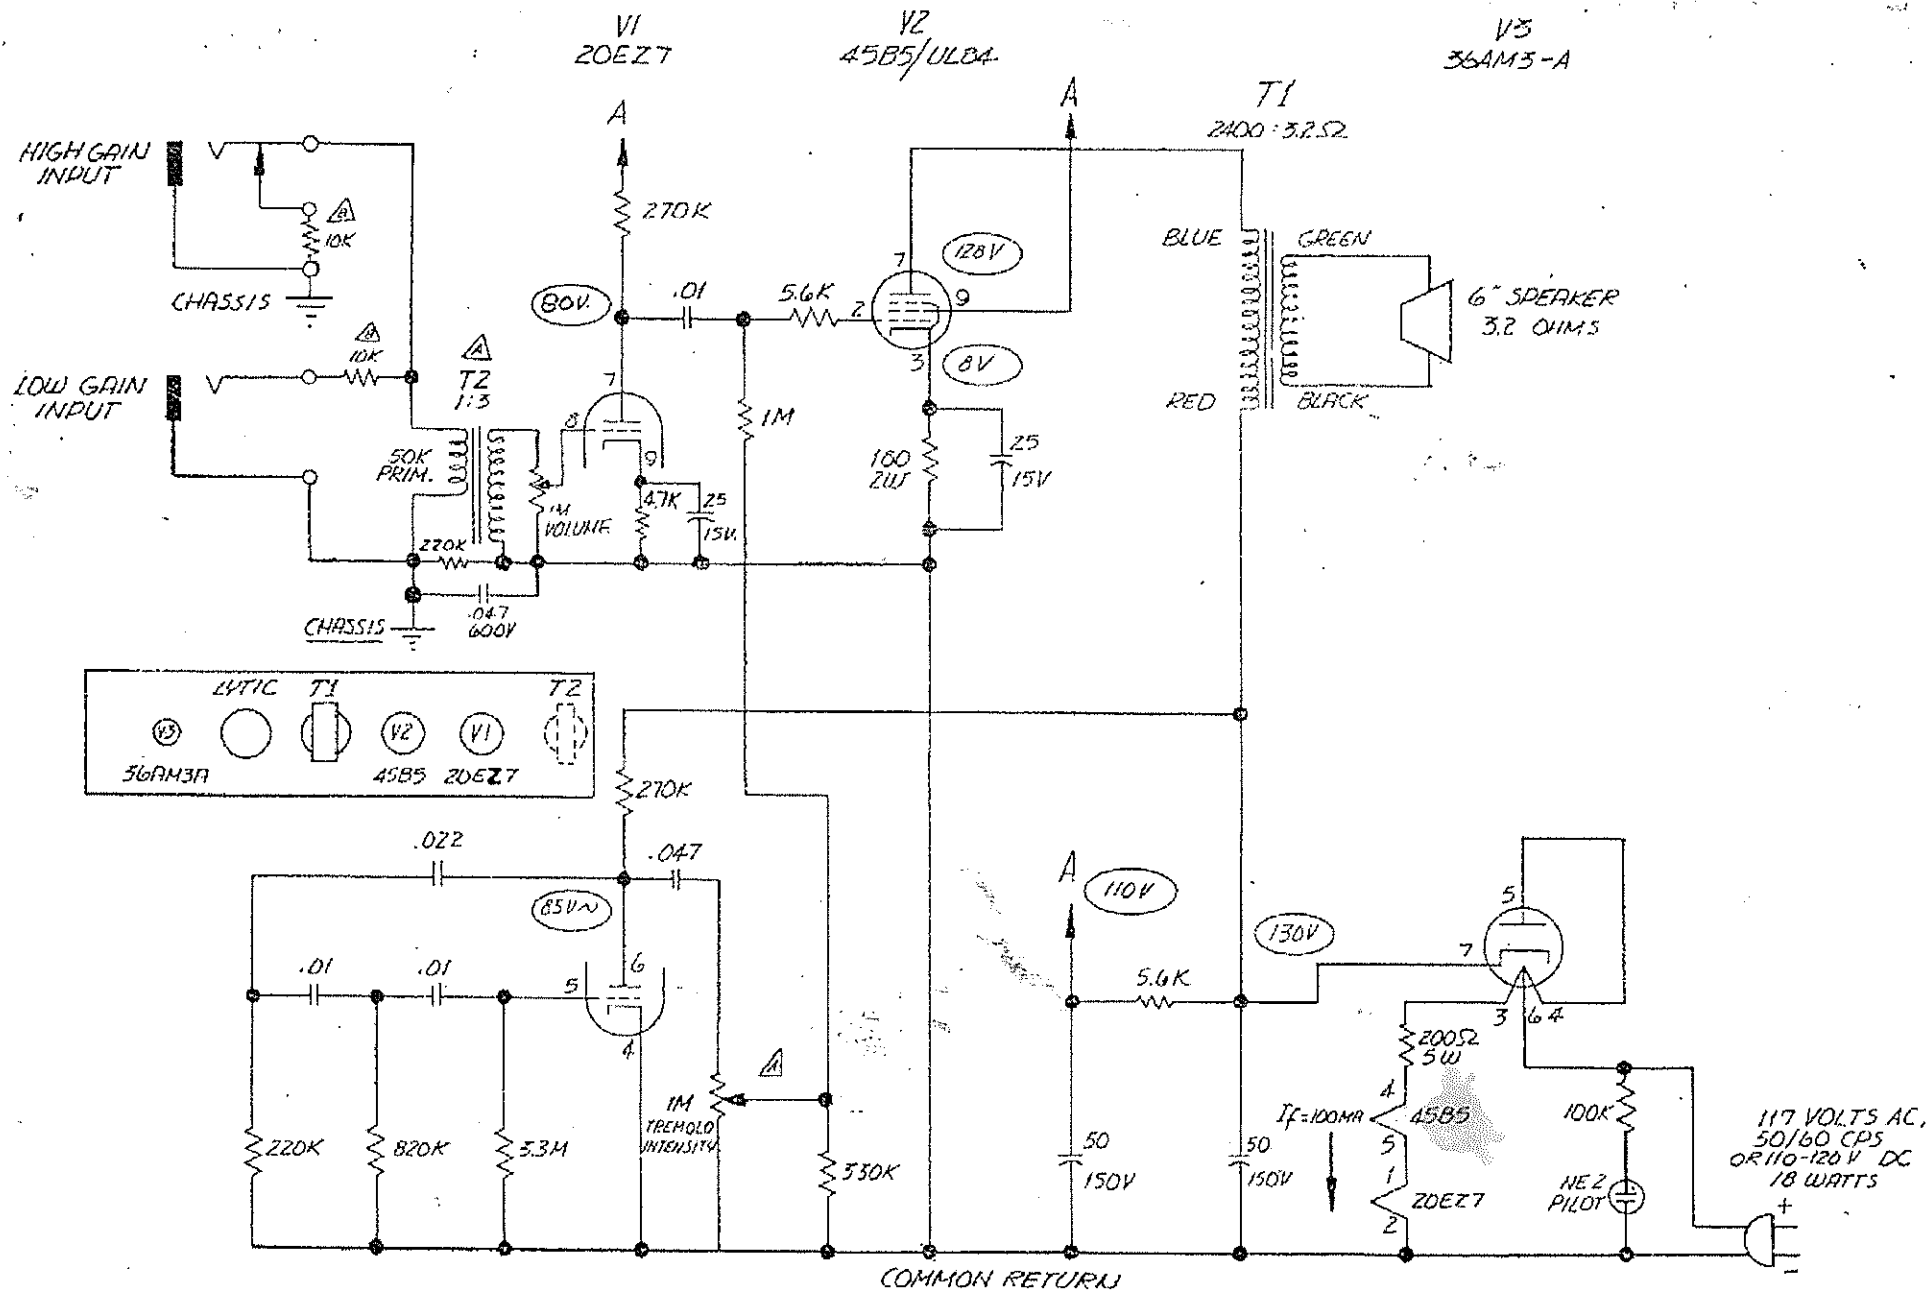 V1
20EZ7
V2
45B5/UL84
V3
36AM3-A
A
A
T1
2400:3.2Ω
HIGH GAIN
INPUT
10K
CHASSIS
270K
80V.
.01
5.6K
7
128V
9
2
3
8V
BLUE
GREEN
RED
BLACK
6" SPEAKER
3.2 OHMS
LOW GAIN
INPUT
10K
A
T2
1:3
50K
PRIM.
1M
VOLUME
7
8
9
4.7K
25
15V.
1M
160
2W
25
15V
220K
.047
600V
CHASSIS
LYTIC
T1
T2
V3
V2
V1
36AM3A
45B5
20EZ7
270K
.022
.047
85V~
.01
.01
5
6
4
A
110V
5.6K
130V
5
7
3
6
4
200Ω
5W
4
45B5
5
1
20EZ7
2
If=100MA
100K
NE2
PILOT
117 VOLTS AC,
50/60 CPS
OR 110-120V DC
18 WATTS
+
-
220K
820K
3.3M
1M
TREMOLO
INTENSITY
330K
50
150V
50
150V
COMMON RETURN